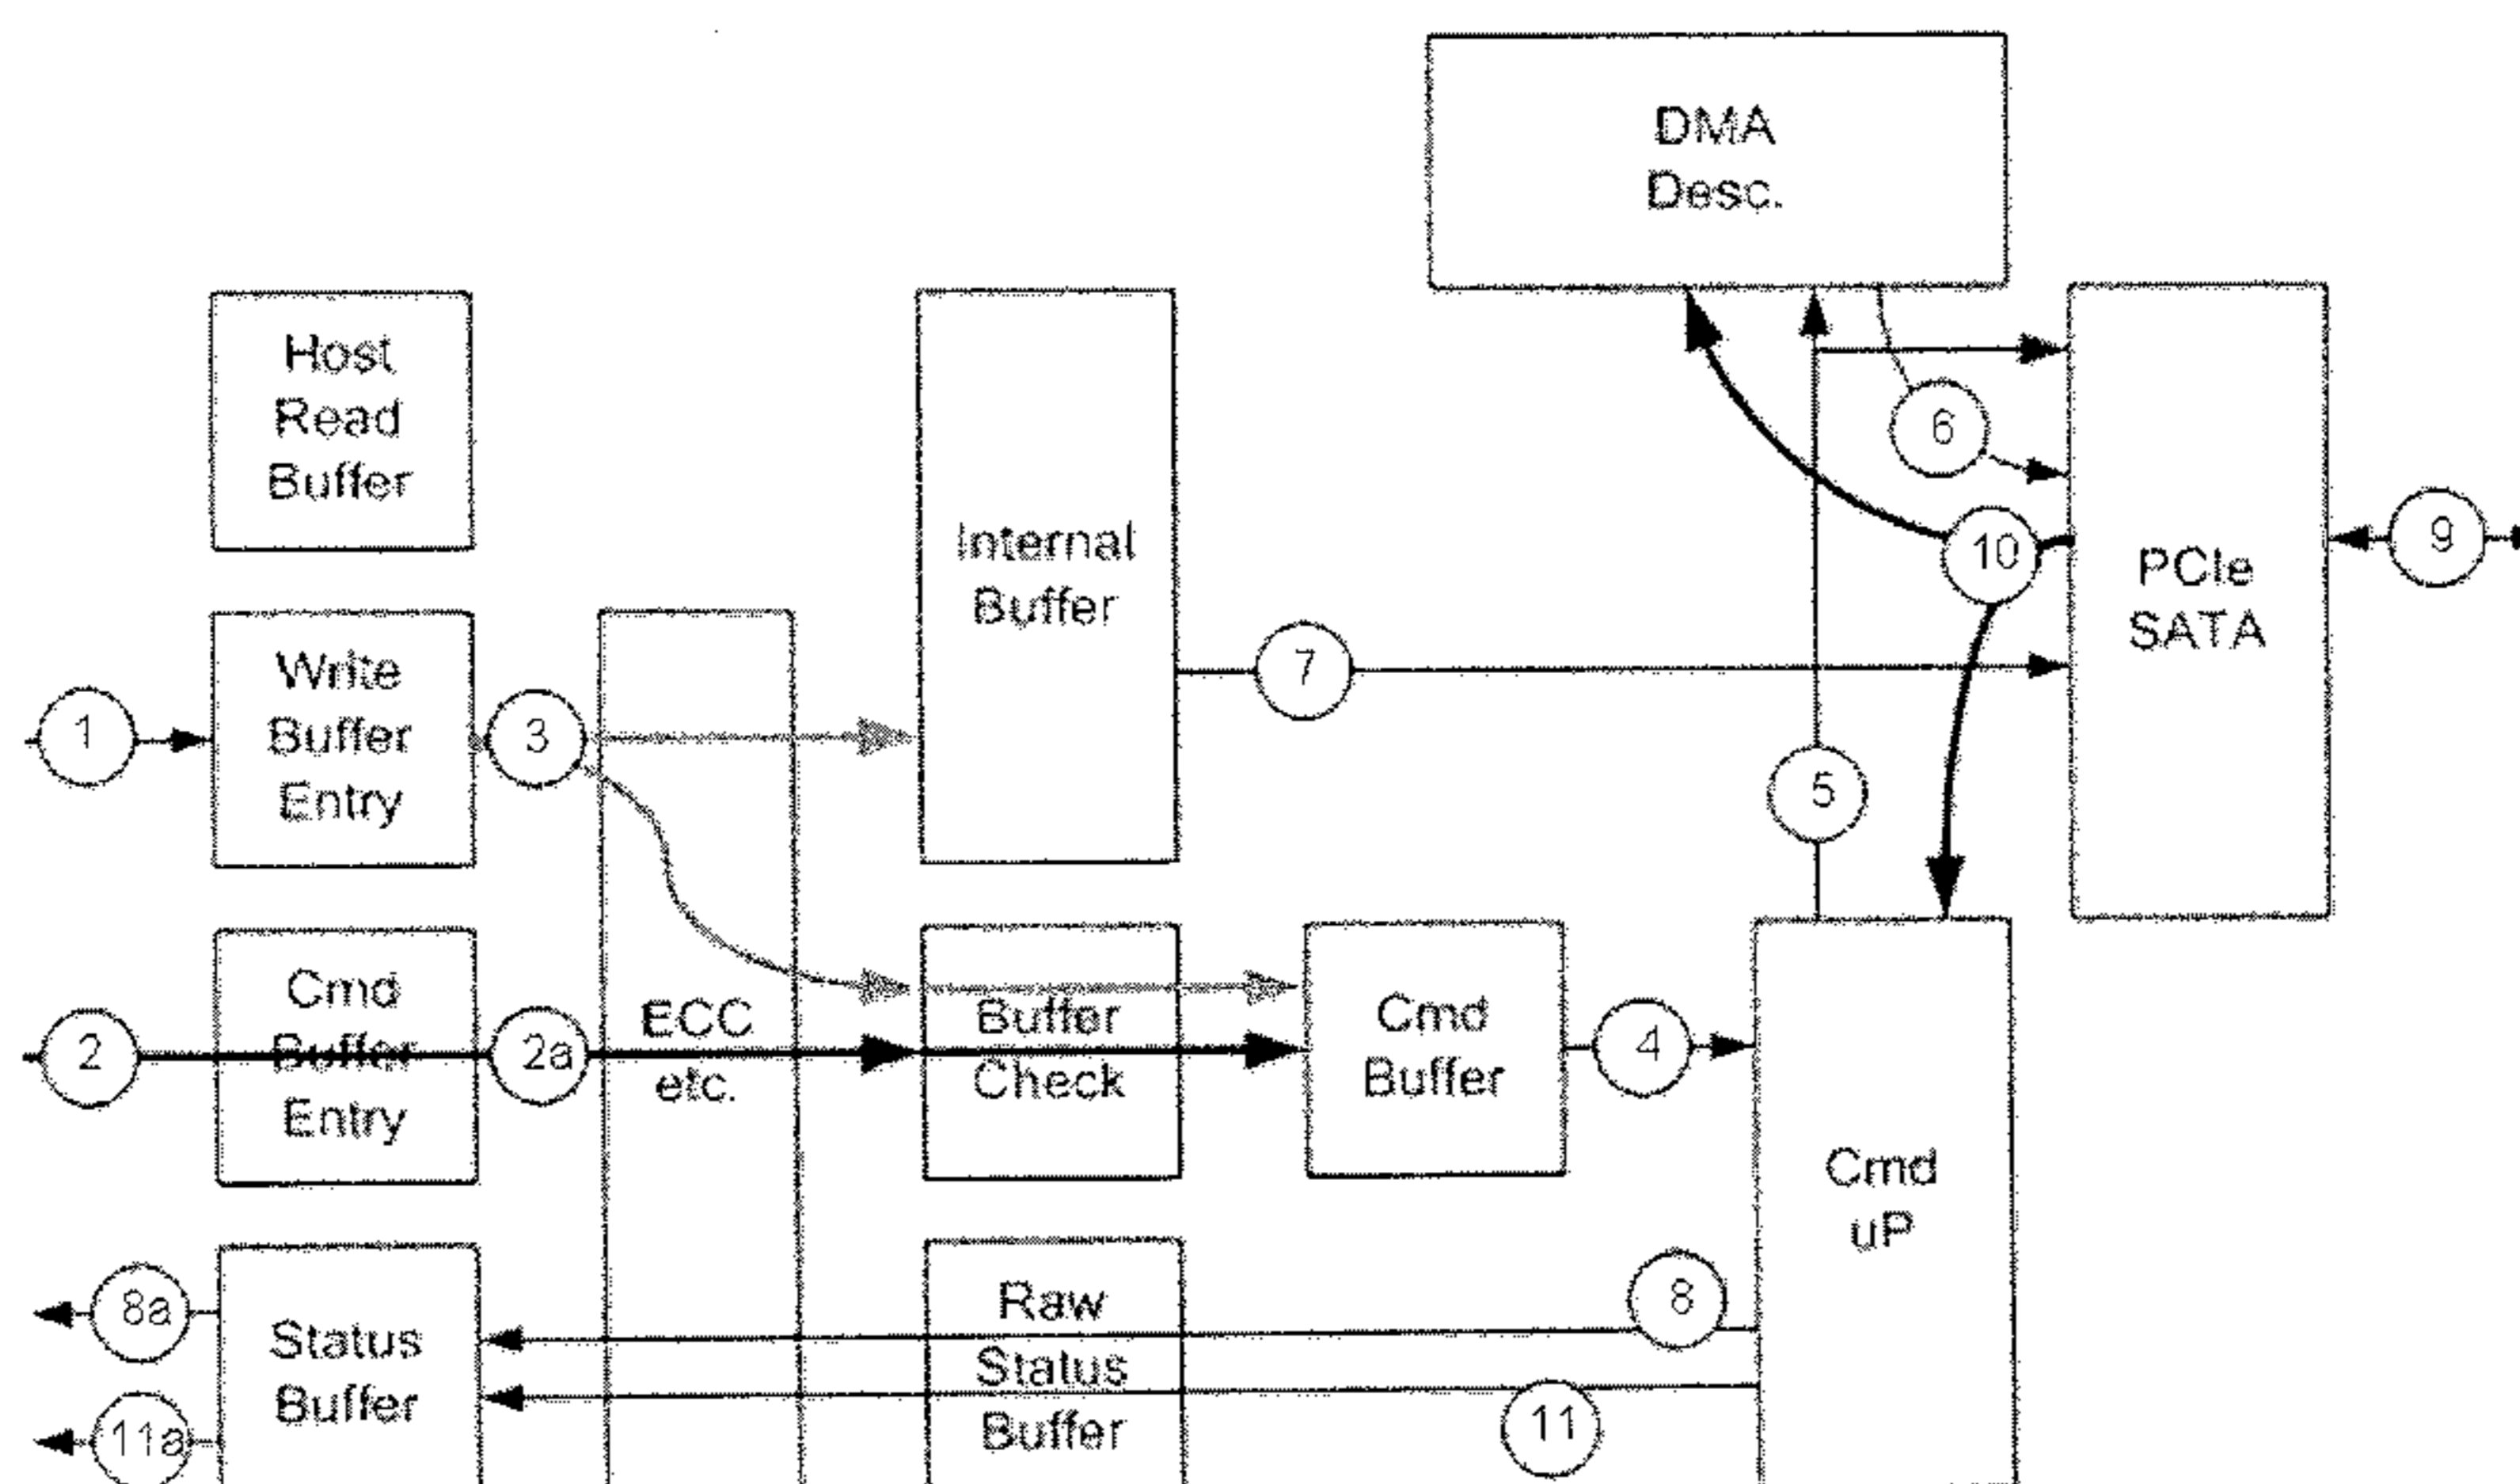 DMA
Desc.
Host
Read
Buffer
Internal
Buffer
6
10
9
PCIe
SATA
Write
Buffer
Entry
1
3
7
5
Cmd
Buffer
Entry
2
2a
ECC
etc.
Buffer
Check
Cmd
Buffer
4
Cmd
uP
8a
11a
Status
Buffer
Raw
Status
Buffer
8
11